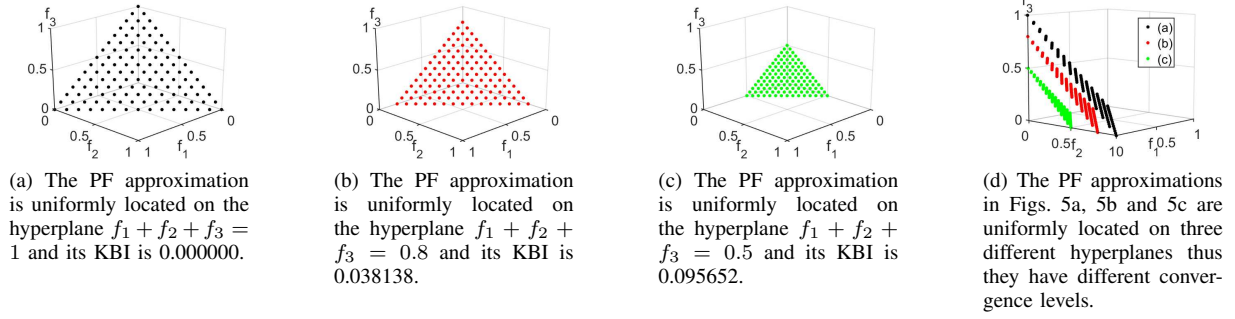 f3
1
0.5
0
0
0.5
f2
1 1
f1
0.5
0
f3
1
0.5
0
0
0.5
f2
1 1
f1
0.5
0
f3
1
0.5
0
0
0.5
f2
1 1
f1
0.5
0
f3
1
0.5
0
0
0.5
f2
10
f1
0.5
1
(a)
(b)
(c)
(a) The PF approximation
is uniformly located on the
hyperplane f1 + f2 + f3 =
1 and its KBI is 0.000000.
(b) The PF approximation
is uniformly located on
the hyperplane f1 + f2 +
f3 = 0.8 and its KBI is
0.038138.
(c) The PF approximation
is uniformly located on
the hyperplane f1 + f2 +
f3 = 0.5 and its KBI is
0.095652.
(d) The PF approximations
in Figs. 5a, 5b and 5c are
uniformly located on three
different hyperplanes thus
they have different conver-
gence levels.